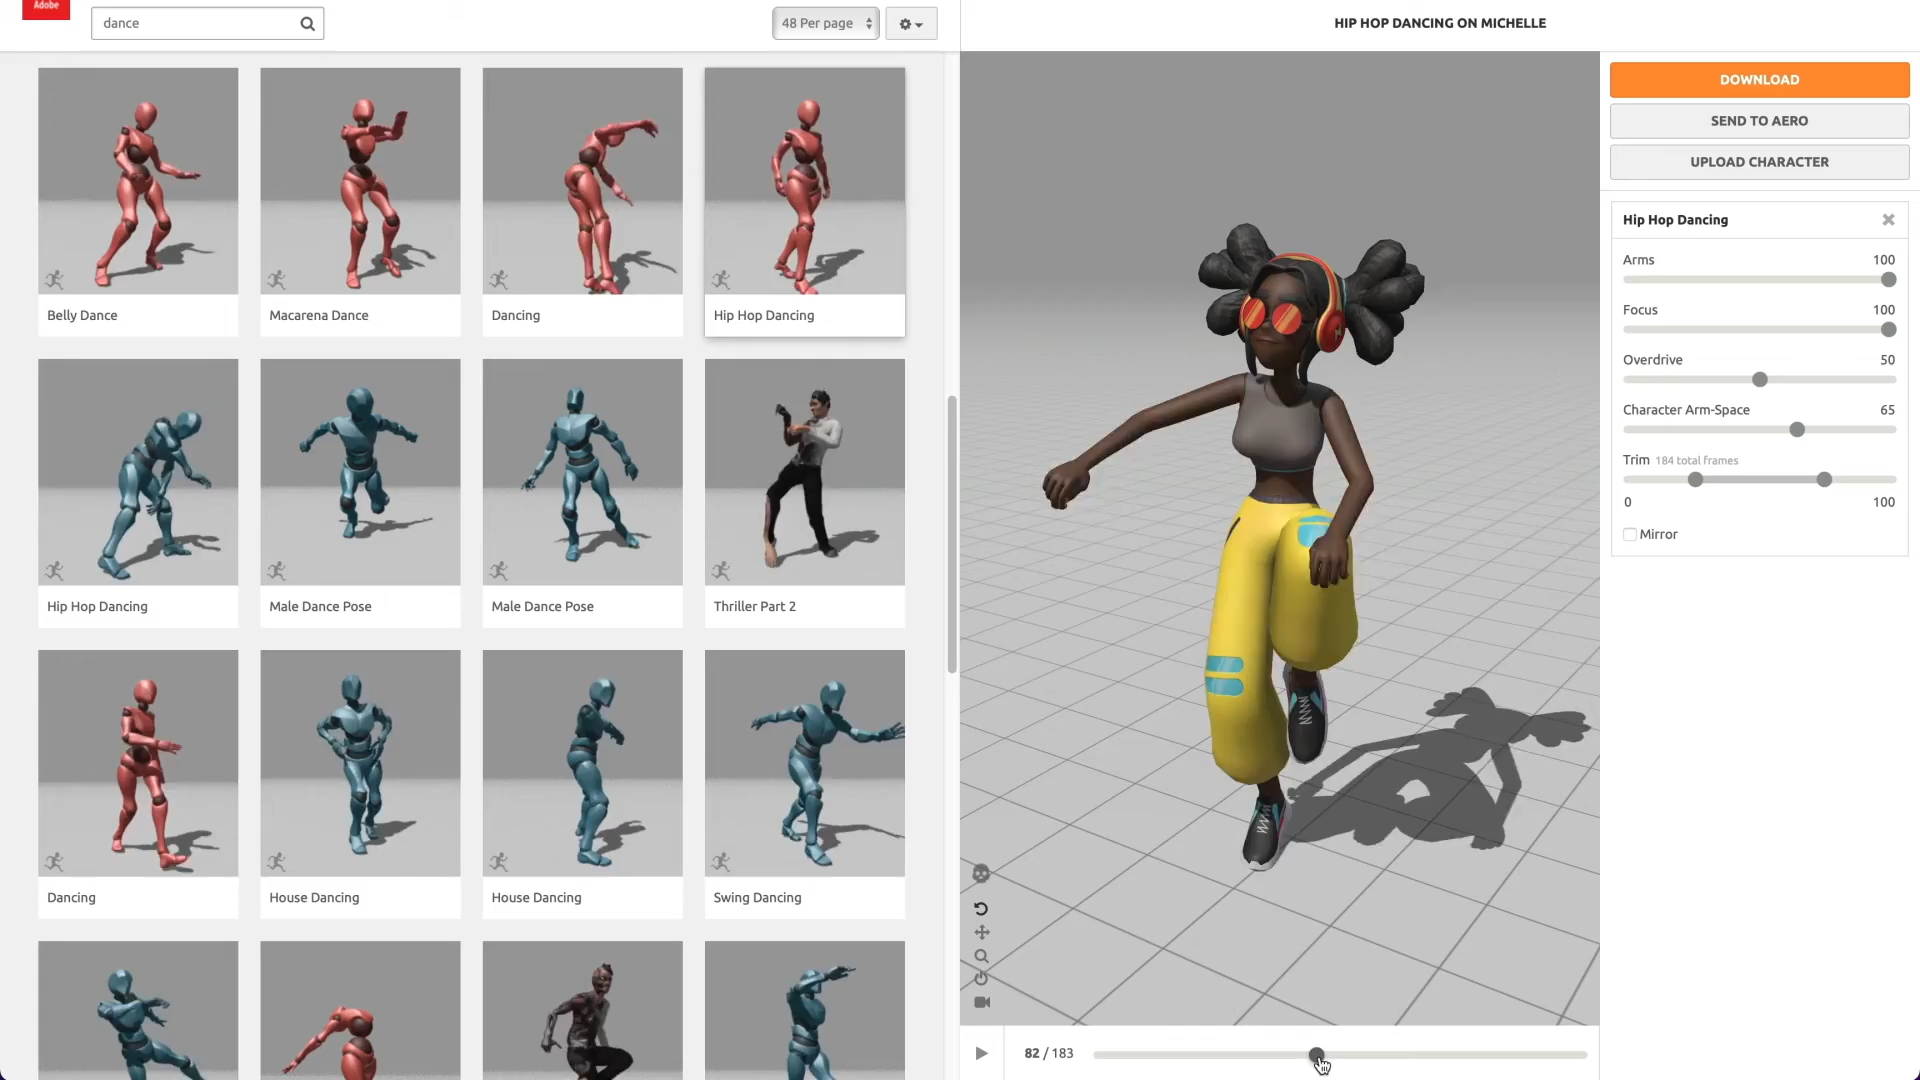 Adobe
dance
48 Per page
HIP HOP DANCING ON MICHELLE
DOWNLOAD
SEND TO AERO
UPLOAD CHARACTER
Belly Dance
Macarena Dance
Dancing
Hip Hop Dancing
Hip Hop Dancing
Arms 100
Focus 100
Overdrive 50
Character Arm-Space 65
Trim 184 total frames
0 100
Mirror
Hip Hop Dancing
Male Dance Pose
Male Dance Pose
Thriller Part 2
Dancing
House Dancing
House Dancing
Swing Dancing
82 / 183